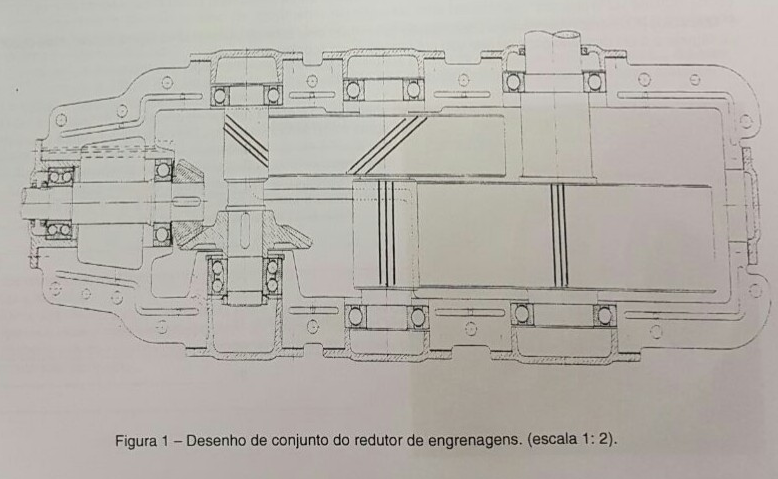 Figura 1 – Desenho de conjunto do redutor de engrenagens. (escala 1: 2).